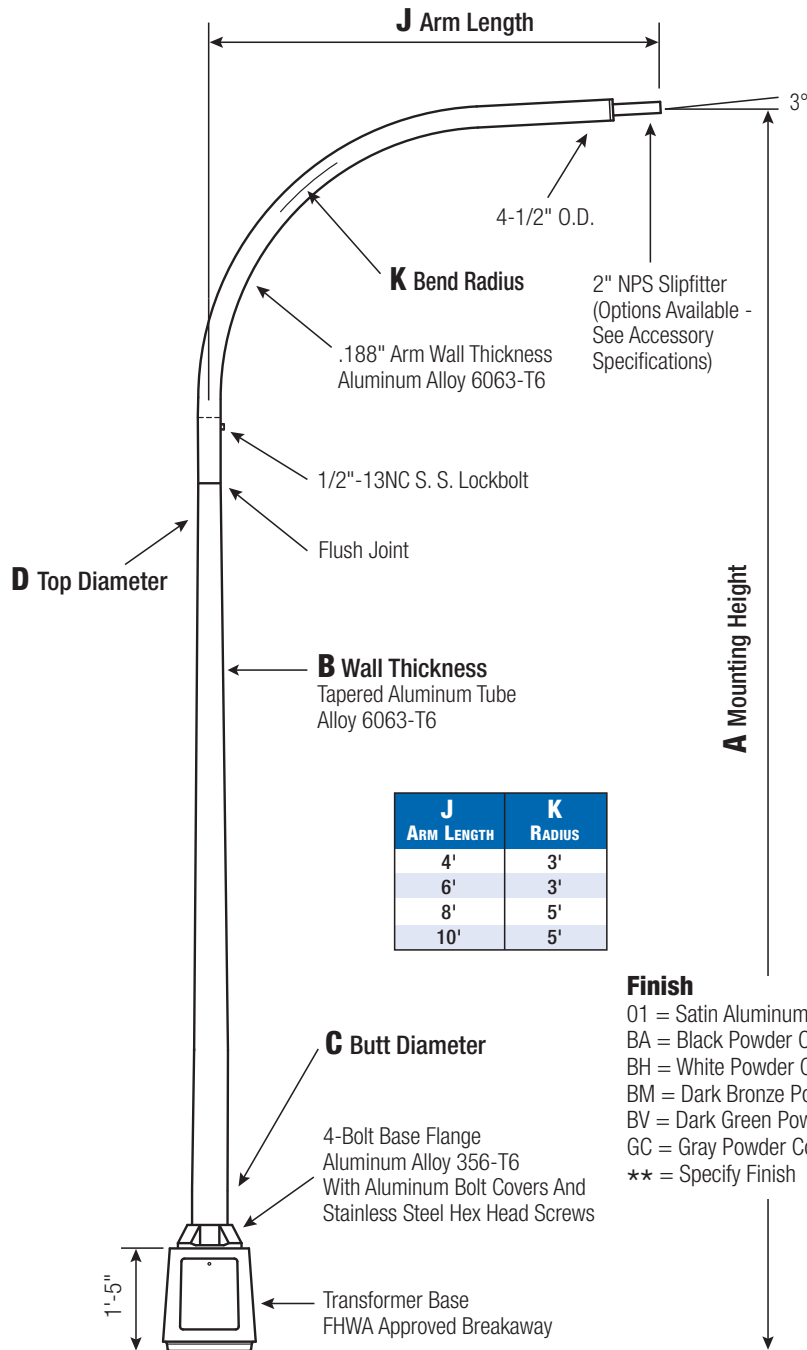 J Arm Length
3°
4-1/2" O.D.
K Bend Radius
2" NPS Slipfitter
(Options Available -
See Accessory
Specifications)
.188" Arm Wall Thickness
Aluminum Alloy 6063-T6
1/2"-13NC S. S. Lockbolt
Flush Joint
D Top Diameter
A Mounting Height
B Wall Thickness
Tapered Aluminum Tube
Alloy 6063-T6
J K
ARM LENGTH RADIUS
4' 3'
6' 3'
8' 5'
10' 5'
Finish
01 = Satin Aluminum
BA = Black Powder
BH = White Powder
BM = Dark Bronze
BV = Dark Green
GC = Gray Powder
** = Specify Finish
C Butt Diameter
4-Bolt Base Flange
Aluminum Alloy 356-T6
With Aluminum Bolt Covers And
Stainless Steel Hex Head Screws
1'-5"
Transformer Base
FHWA Approved Breakaway